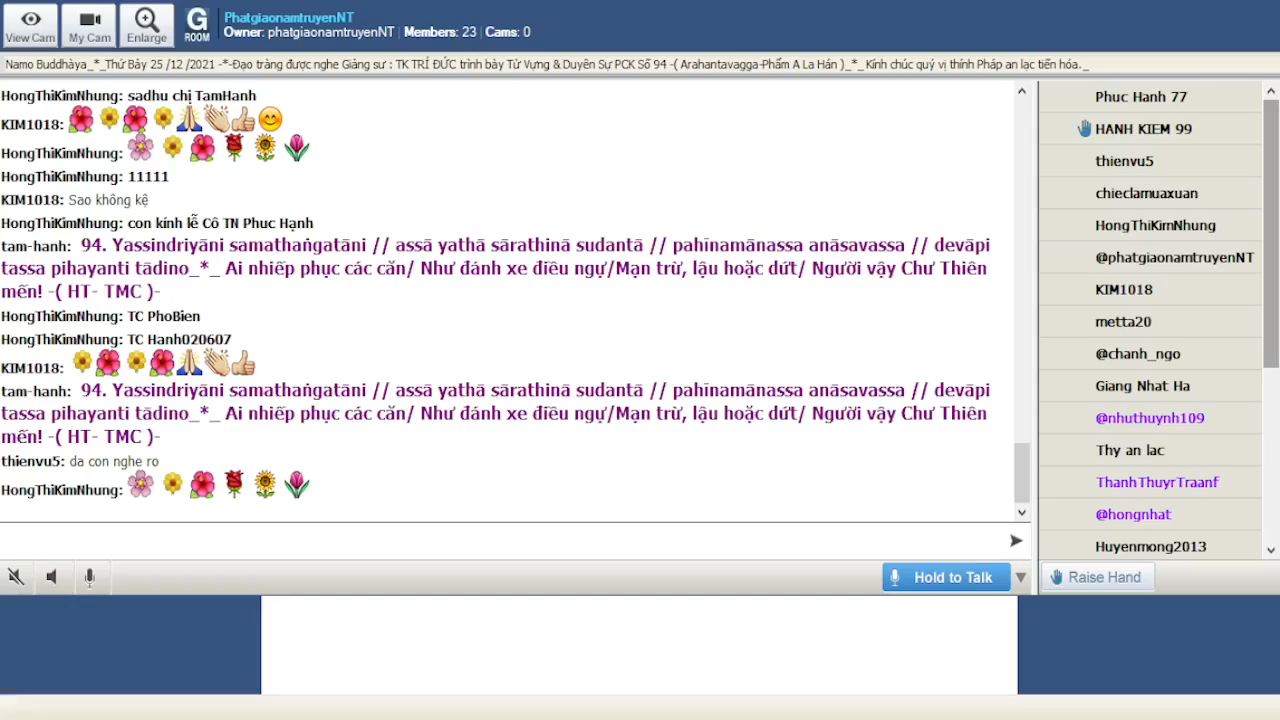 View Cam
My Cam
Enlarge
G
ROOM
PhatgiaonamtruyenNT
Owner: phatgiaonamtruyenNT | Members: 23 | Cams: 0
Namo Buddhàya_*_Thứ Bảy 25 /12 /2021 -*-Đạo tràng được nghe Giảng sư : TK TRÍ ĐỨC trình bày Từ Vựng & Duyên Sự PCK Số 94 -( Arahantavagga-Phẩm A La Hán )_*_ Kính chúc quý vị thính Pháp an lạc tiến hóa._
HongThiKimNhung: sadhu chị TamHanh
KIM1018:
HongThiKimNhung:
HongThiKimNhung: 11111
KIM1018: Sao không kệ
HongThiKimNhung: con kính lễ Cô TN Phuc Hạnh
tam-hanh: 94. Yassindriyāni samathaṅgatāni // assā yathā sārathinā sudantā // pahīnamānassa anāsavassa // devāpi
tassa pihayanti tādino_*_ Ai nhiếp phục các căn/ Như đánh xe điều ngự/Mạn trừ, lậu hoặc dứt/ Người vậy Chư Thiên
mến! -( HT- TMC )-
HongThiKimNhung: TC PhoBien
HongThiKimNhung: TC Hanh020607
KIM1018:
tam-hanh: 94. Yassindriyāni samathaṅgatāni // assā yathā sārathinā sudantā // pahīnamānassa anāsavassa // devāpi
tassa pihayanti tādino_*_ Ai nhiếp phục các căn/ Như đánh xe điều ngự/Mạn trừ, lậu hoặc dứt/ Người vậy Chư Thiên
mến! -( HT- TMC )-
thienvu5: da con nghe ro
HongThiKimNhung:
Hold to Talk
Phuc Hanh 77
HANH KIEM 99
thienvu5
chieclamuaxuan
HongThiKimNhung
@phatgiaonamtruyenNT
KIM1018
metta20
@chanh_ngo
Giang Nhat Ha
@nhuthuynh109
Thy an lac
ThanhThuyrTraanf
@hongnhat
Huyenmong2013
Raise Hand